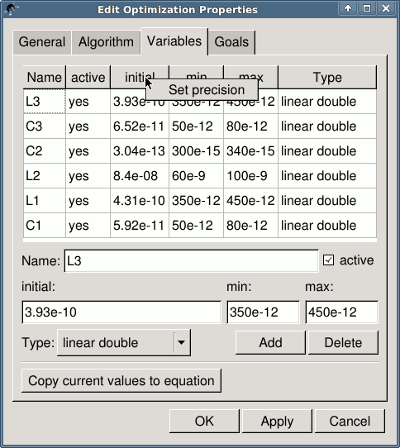 Edit Optimization Properties
General Algorithm Variables Goals
Name active initial min max Type
Set precision
L3 yes 3.93e-10 350e-12 450e-12 linear double
C3 yes 6.52e-11 50e-12 80e-12 linear double
C2 yes 3.04e-13 300e-15 340e-15 linear double
L2 yes 8.4e-08 60e-9 100e-9 linear double
L1 yes 4.31e-10 350e-12 450e-12 linear double
C1 yes 5.92e-11 50e-12 80e-12 linear double
Name: L3 active
initial: min: max:
3.93e-10 350e-12 450e-12
Type: linear double Add Delete
Copy current values to equation
OK Apply Cancel